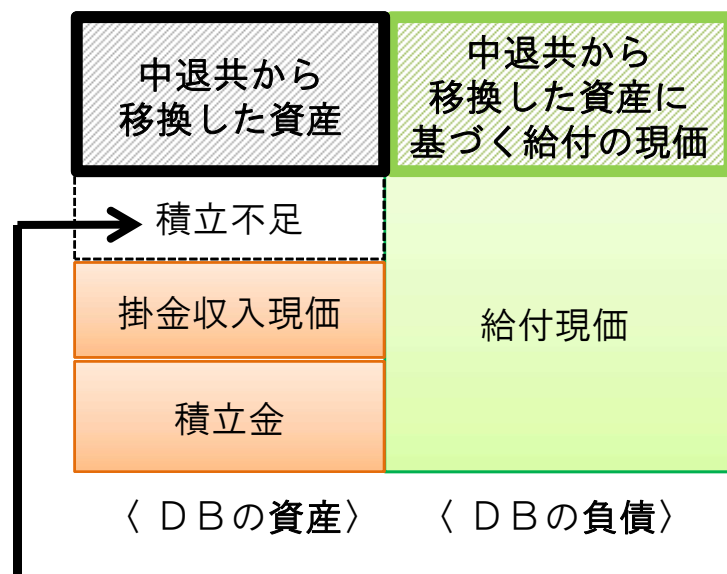 中退共から
移換した資産
中退共から
移換した資産に
基づく給付の現価
積立不足
掛金収入現価
積立金
給付現価
〈 ＤＢの資産〉
〈 ＤＢの負債〉